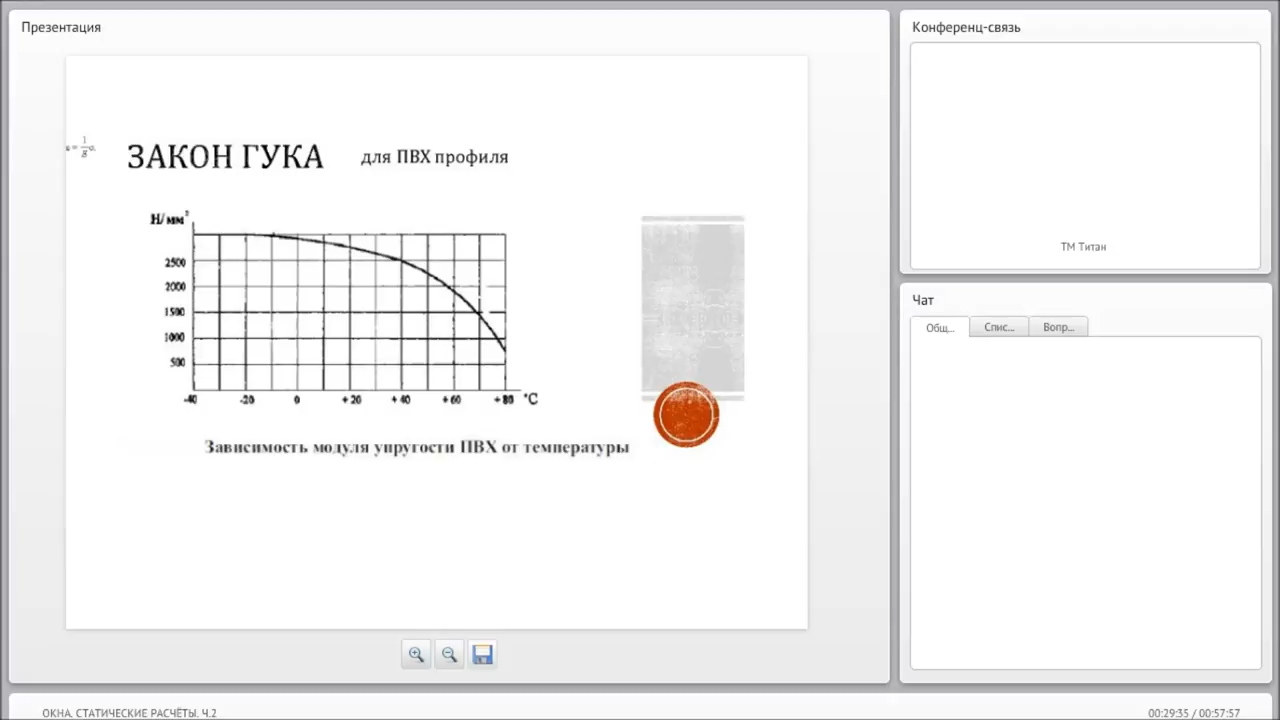 Презентация
ЗАКОН ГУКА для ПВХ профиля
Н/мм²
2500
2000
1500
1000
500
-40 -20 0 +20 +40 +60 +80 °C
Зависимость модуля упругости ПВХ от температуры
Конференц-связь
ТМ Титан
Чат
Общ... Спис... Вопр...
ОКНА. СТАТИЧЕСКИЕ РАСЧЁТЫ. Ч.2
00:29:35 / 00:57:57